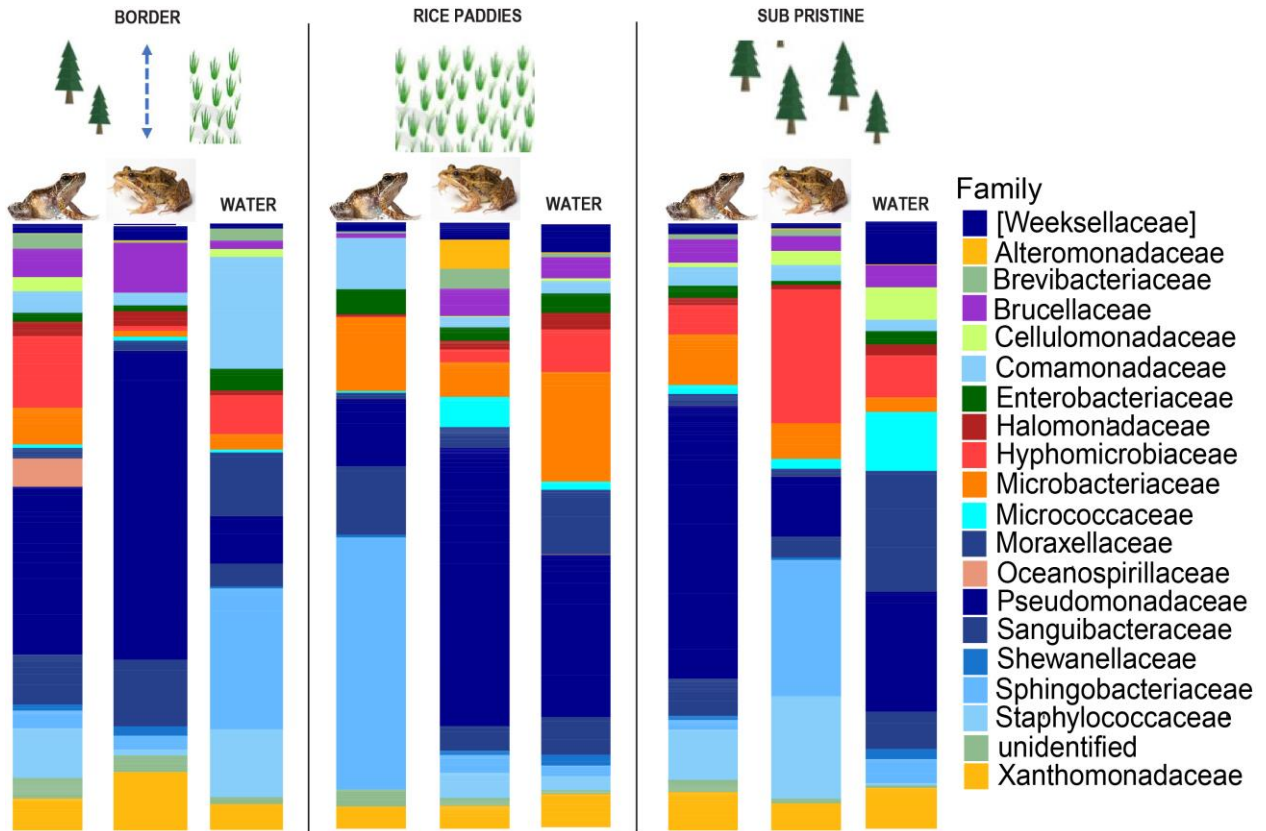 BORDER
RICE PADDIES
SUB PRISTINE
WATER
WATER
WATER
Family
[Weeksellaceae]
Alteromonadaceae
Brevibacteriaceae
Brucellaceae
Cellulomonadaceae
Comamonadaceae
Enterobacteriaceae
Halomonadaceae
Hyphomicrobiaceae
Microbacteriaceae
Micrococcaceae
Moraxellaceae
Oceanospirillaceae
Pseudomonadaceae
Sanguibacteraceae
Shewanellaceae
Sphingobacteriaceae
Staphylococcaceae
unidentified
Xanthomonadaceae